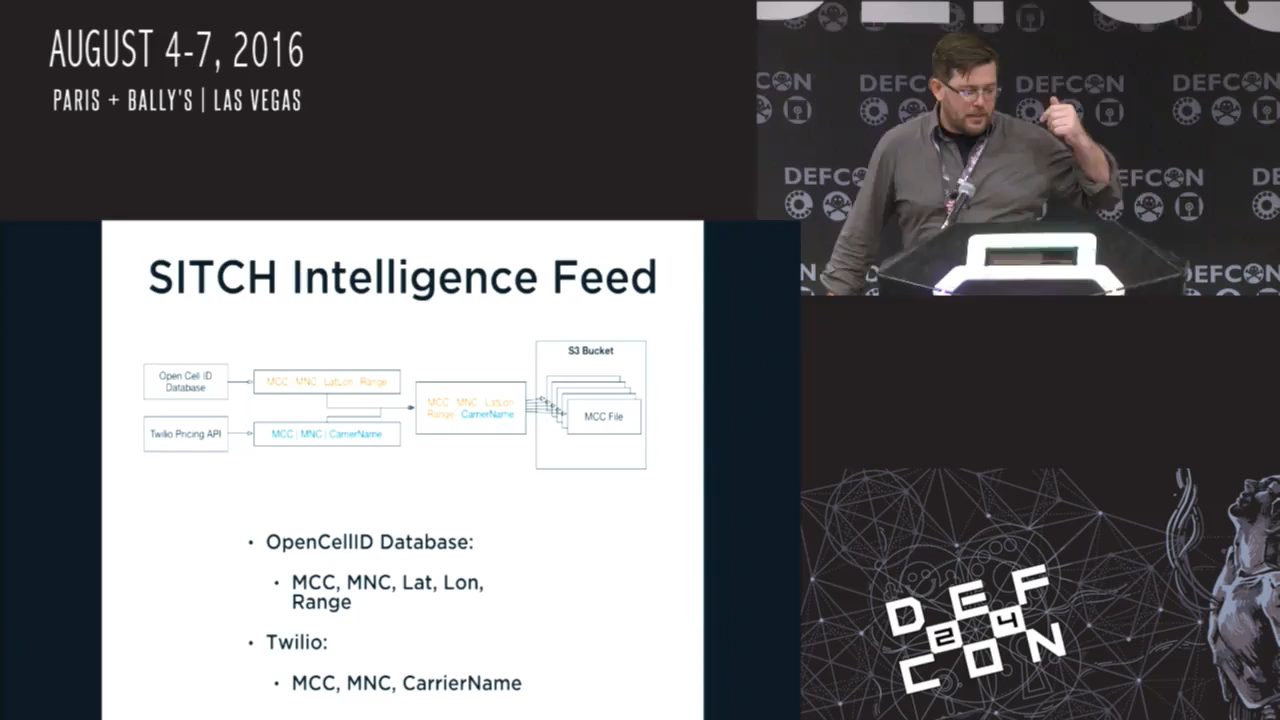 AUGUST 4-7, 2016
PARIS + BALLY'S | LAS VEGAS
DEFCON
DEFCON
DEFCON
DEFCON
DEFCON
SITCH Intelligence Feed
S3 Bucket
Open Cell ID
Database
MCC MNC LatLon Range
MCC MNC LatLon
Range CarrierName
MCC File
Twilio Pricing API
MCC | MNC | CarrierName
• OpenCellID Database:
• MCC, MNC, Lat, Lon,
Range
• Twilio:
• MCC, MNC, CarrierName
DEF
24
CON